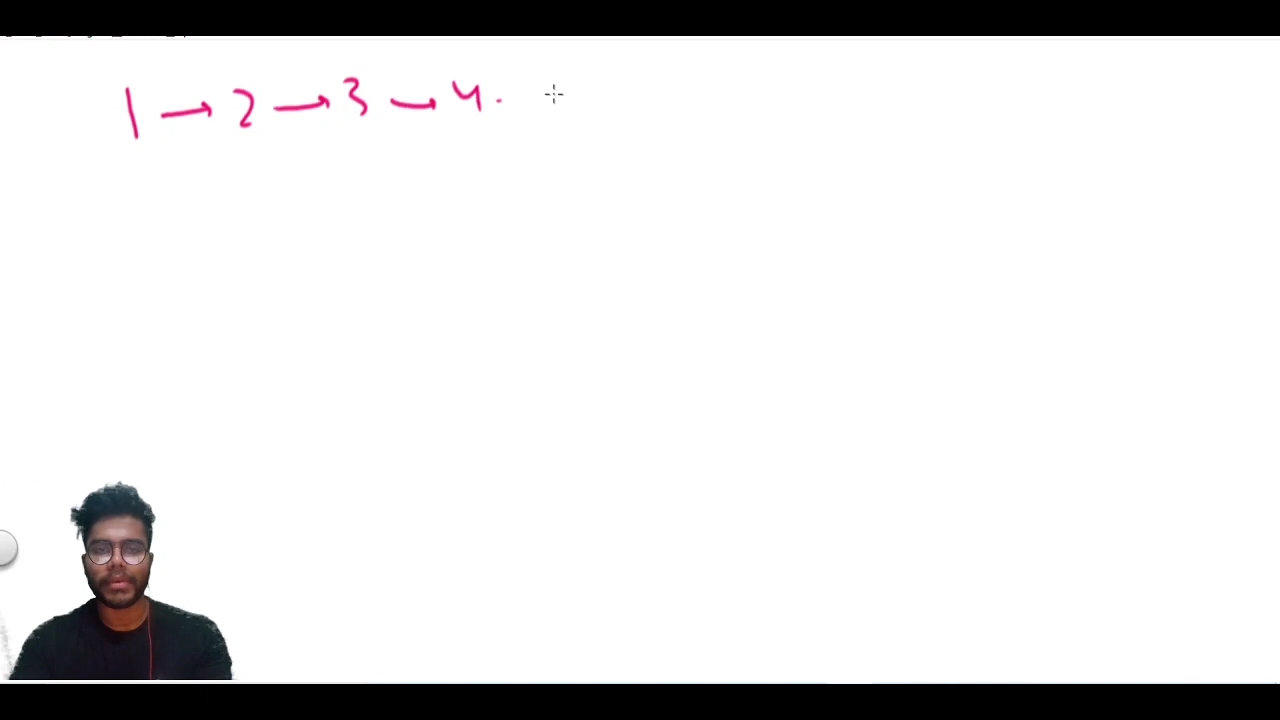 1 → 2 → 3 → 4.